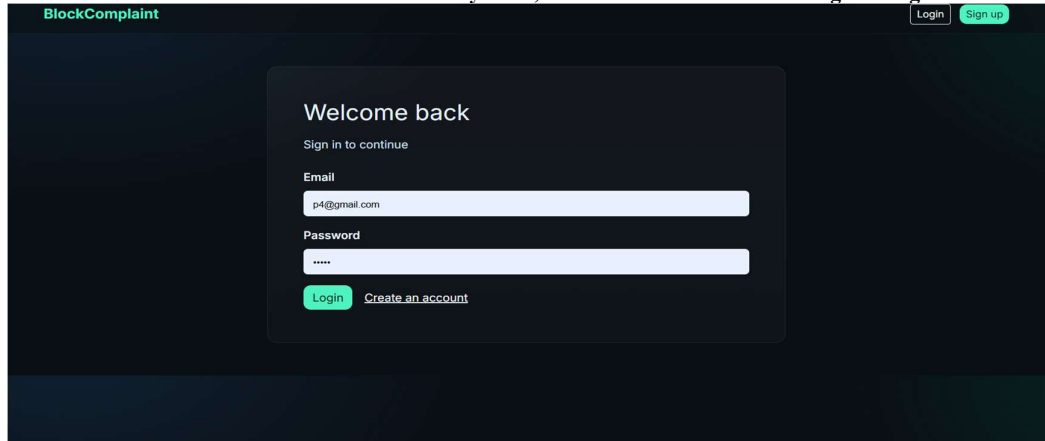 BlockComplaint
Login Sign up
Welcome back
Sign in to continue
Email
p4@gmail.com
Password
•••••
Login Create an account